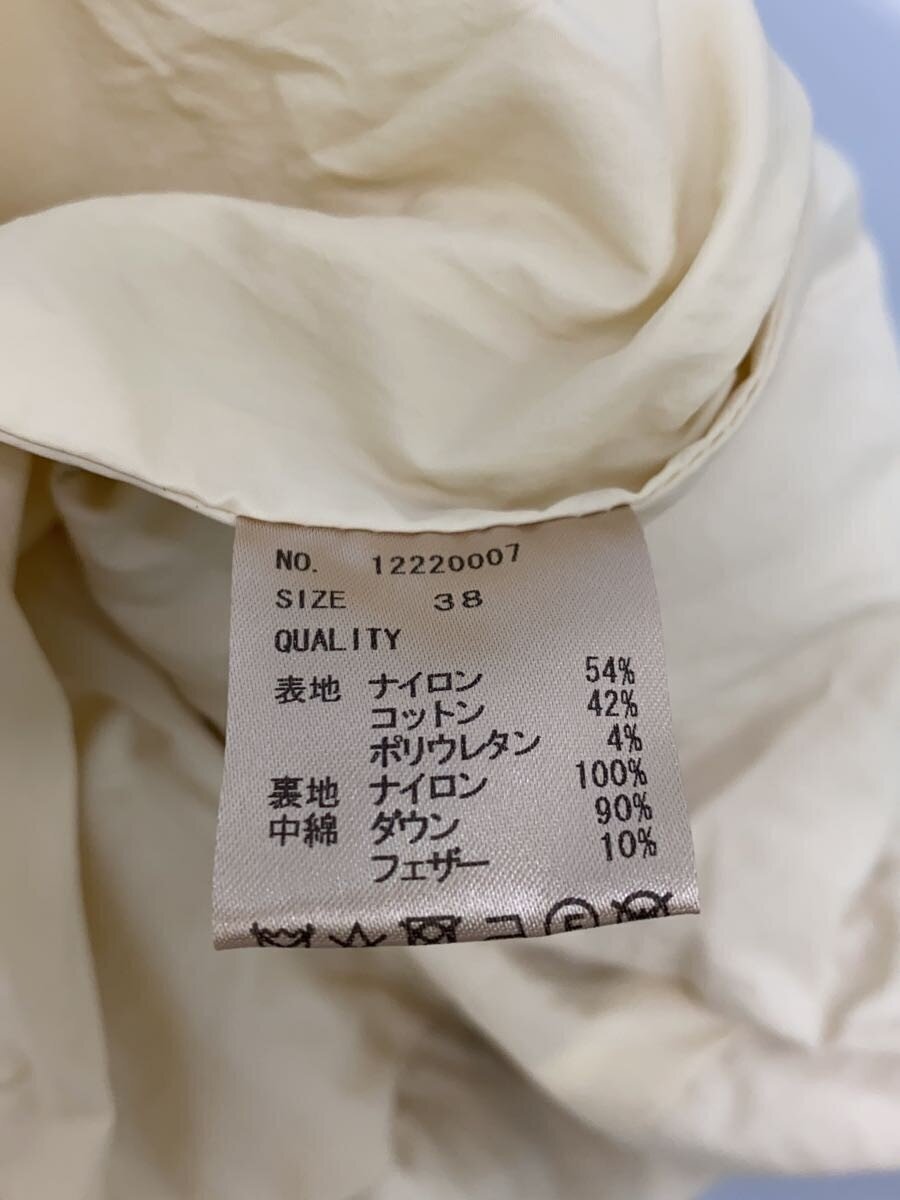 NO. 12220007
SIZE 38
QUALITY
表地 ナイロン 54%
コットン 42%
ポリウレタン 4%
裏地 ナイロン 100%
中綿 ダウン 90%
フェザー 10%